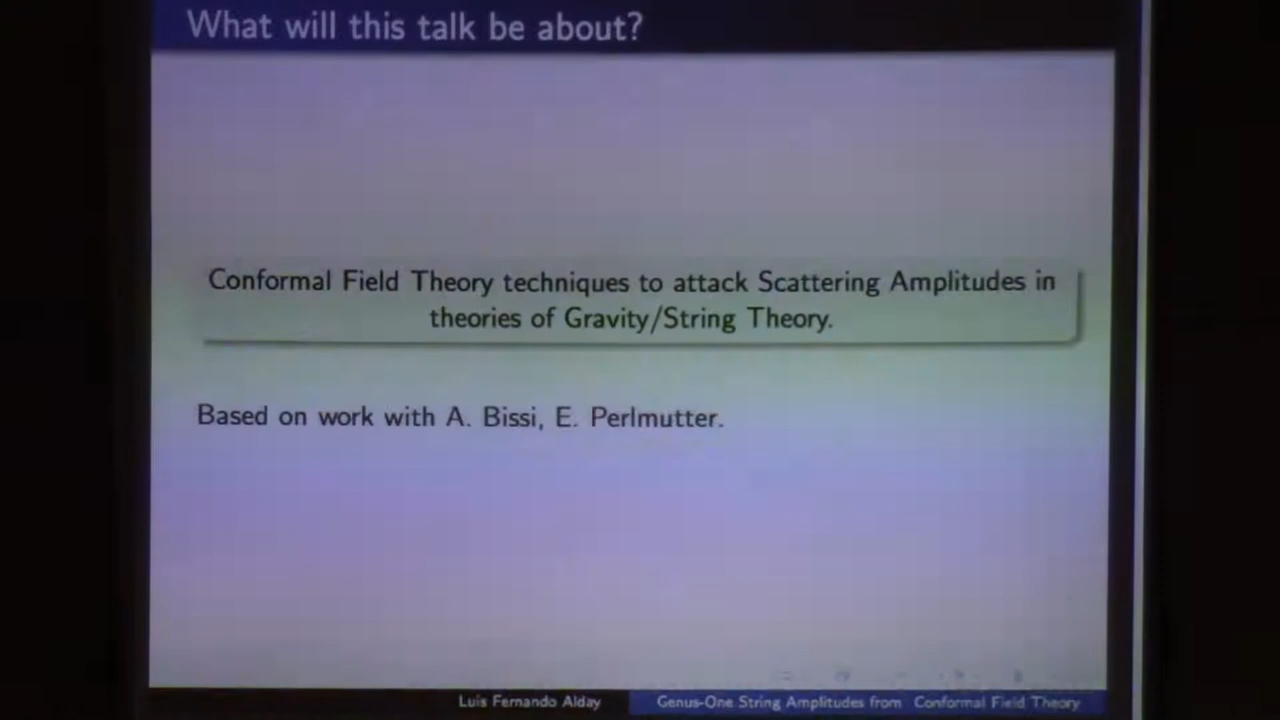 What will this talk be about?
Conformal Field Theory techniques to attack Scattering Amplitudes in
theories of Gravity/String Theory.
Based on work with A. Bissi, E. Perlmutter.
Luis Fernando Alday
Genus-One String Amplitudes from Conformal Field Theory